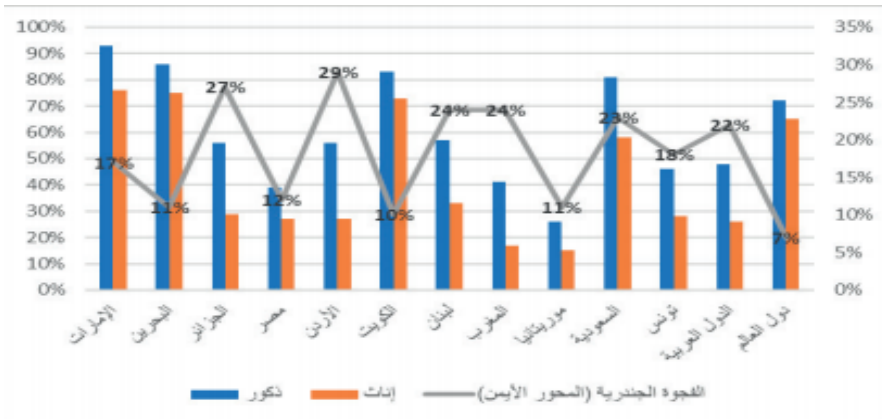 100%
90%
80%
70%
60%
50%
40%
30%
20%
10%
0%
35%
30%
25%
20%
15%
10%
5%
0%
17%
11%
27%
12%
29%
10%
24%
24%
11%
23%
18%
22%
7%
الإمارات
البحرين
الجزائر
مصر
الأردن
الكويت
لبنان
المغرب
موريتانيا
السعودية
تونس
الدول العربية
دول العالم
ذكور
إناث
الفجوة الجندرية (المحور الأيمن)